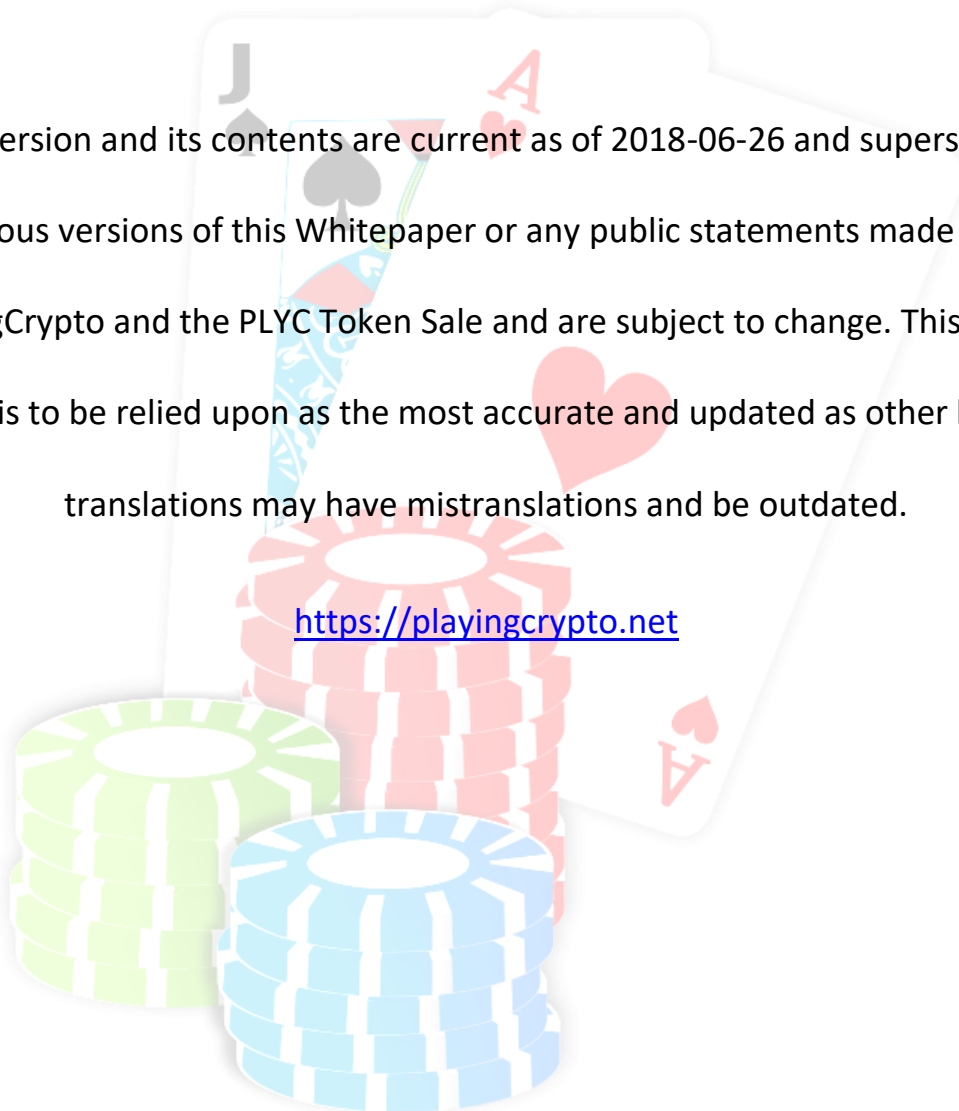 J
A
ersion and its contents are current as of 2018-06-26 and supers
ous versions of this Whitepaper or any public statements made
gCrypto and the PLYC Token Sale and are subject to change. This
is to be relied upon as the most accurate and updated as other
translations may have mistranslations and be outdated.
https://playingcrypto.net
A